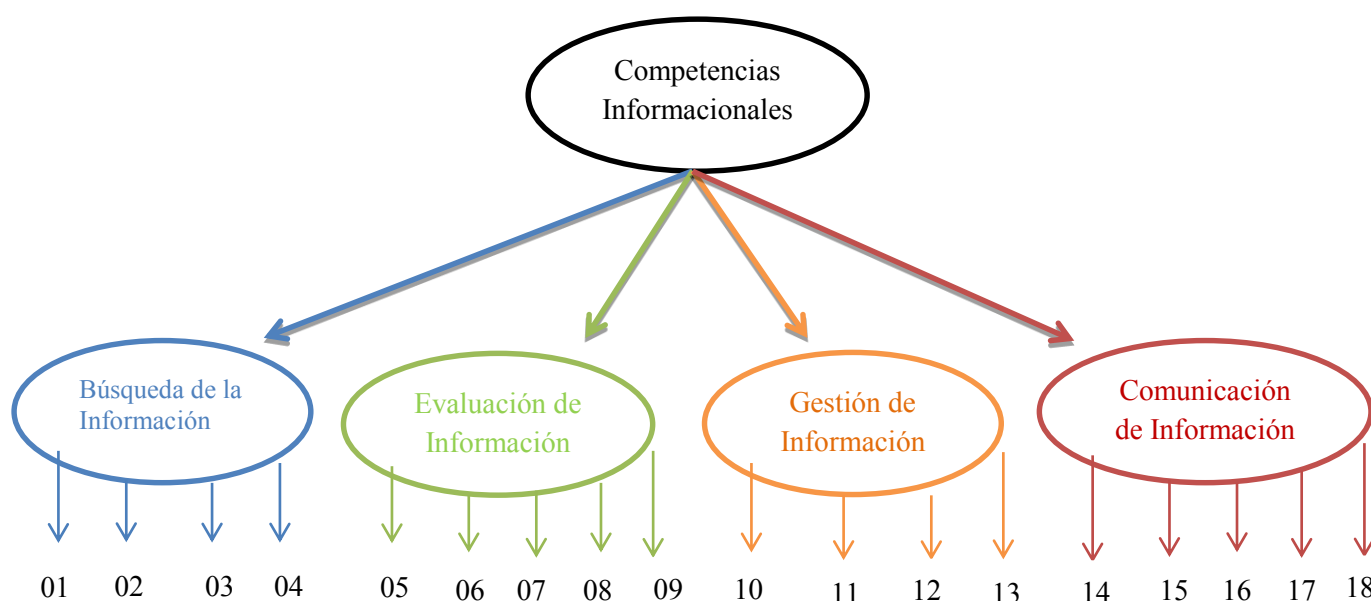 Competencias
Informacionales
Búsqueda de la
Información
Evaluación de
Información
Gestión de
Información
Comunicación
de Información
01 02 03 04 05 06 07 08 09 10 11 12 13 14 15 16 17 18